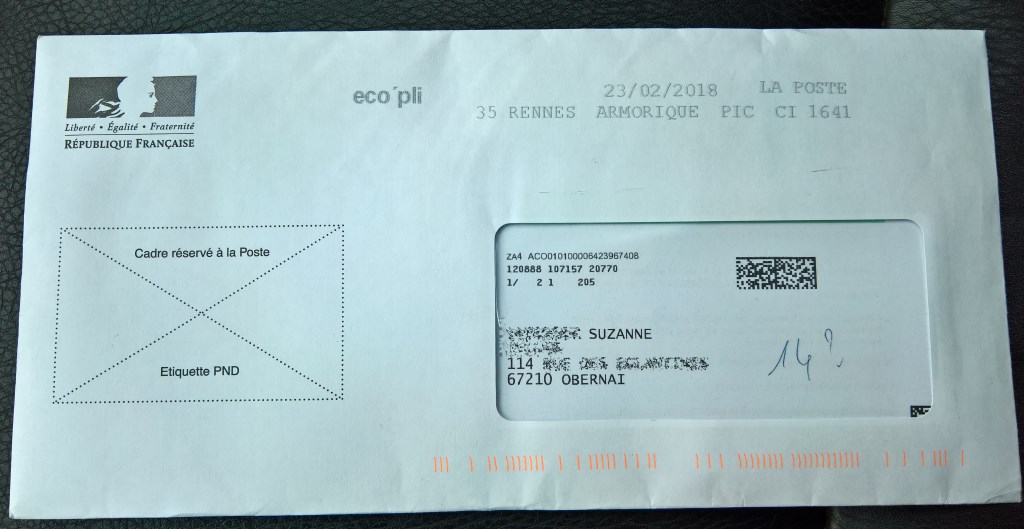 Liberté • Égalité • Fraternité
RÉPUBLIQUE FRANÇAISE
eco'pli
23/02/2018 LA POSTE
35 RENNES ARMORIQUE PIC CI 1641
Cadre réservé à la Poste
Etiquette PND
ZA4 ACO010100006423967408
120888 107157 20770
1/ 2 1 205
SUZANNE
114
67210 OBERNAI
14?